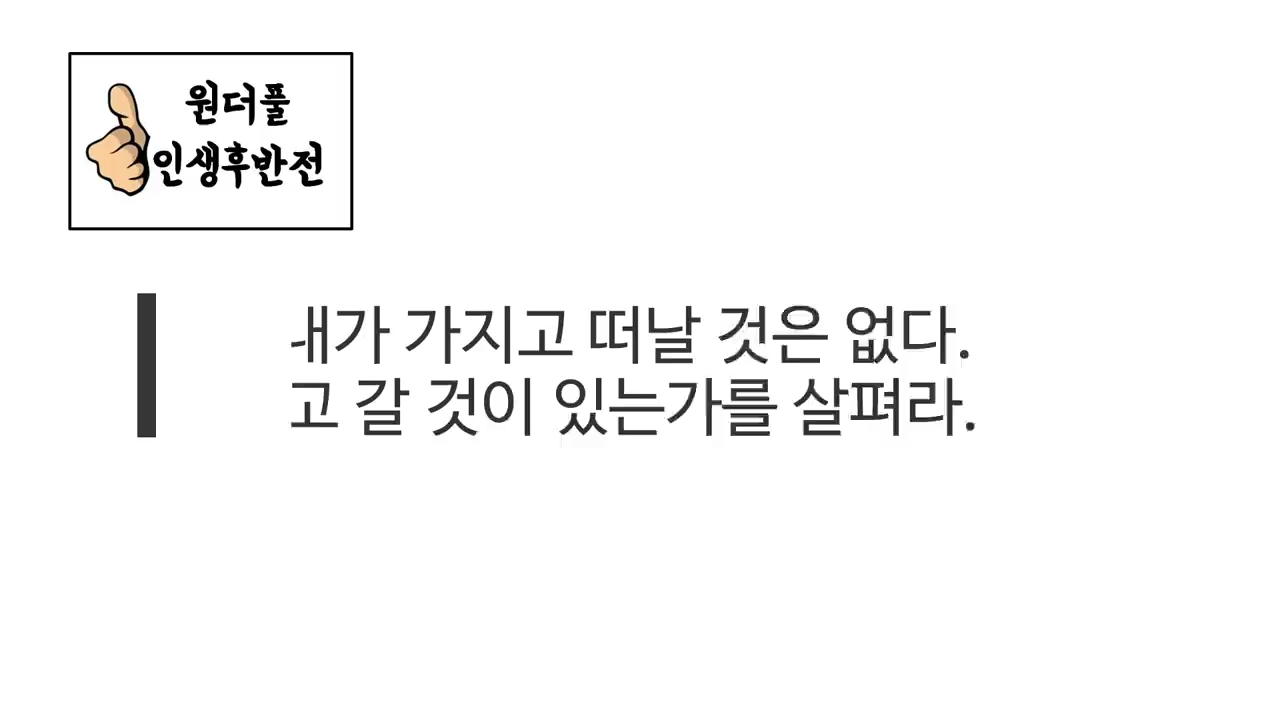 원더풀
인생후반전
내가 가지고 떠날 것은 없다.
고 갈 것이 있는가를 살펴라.